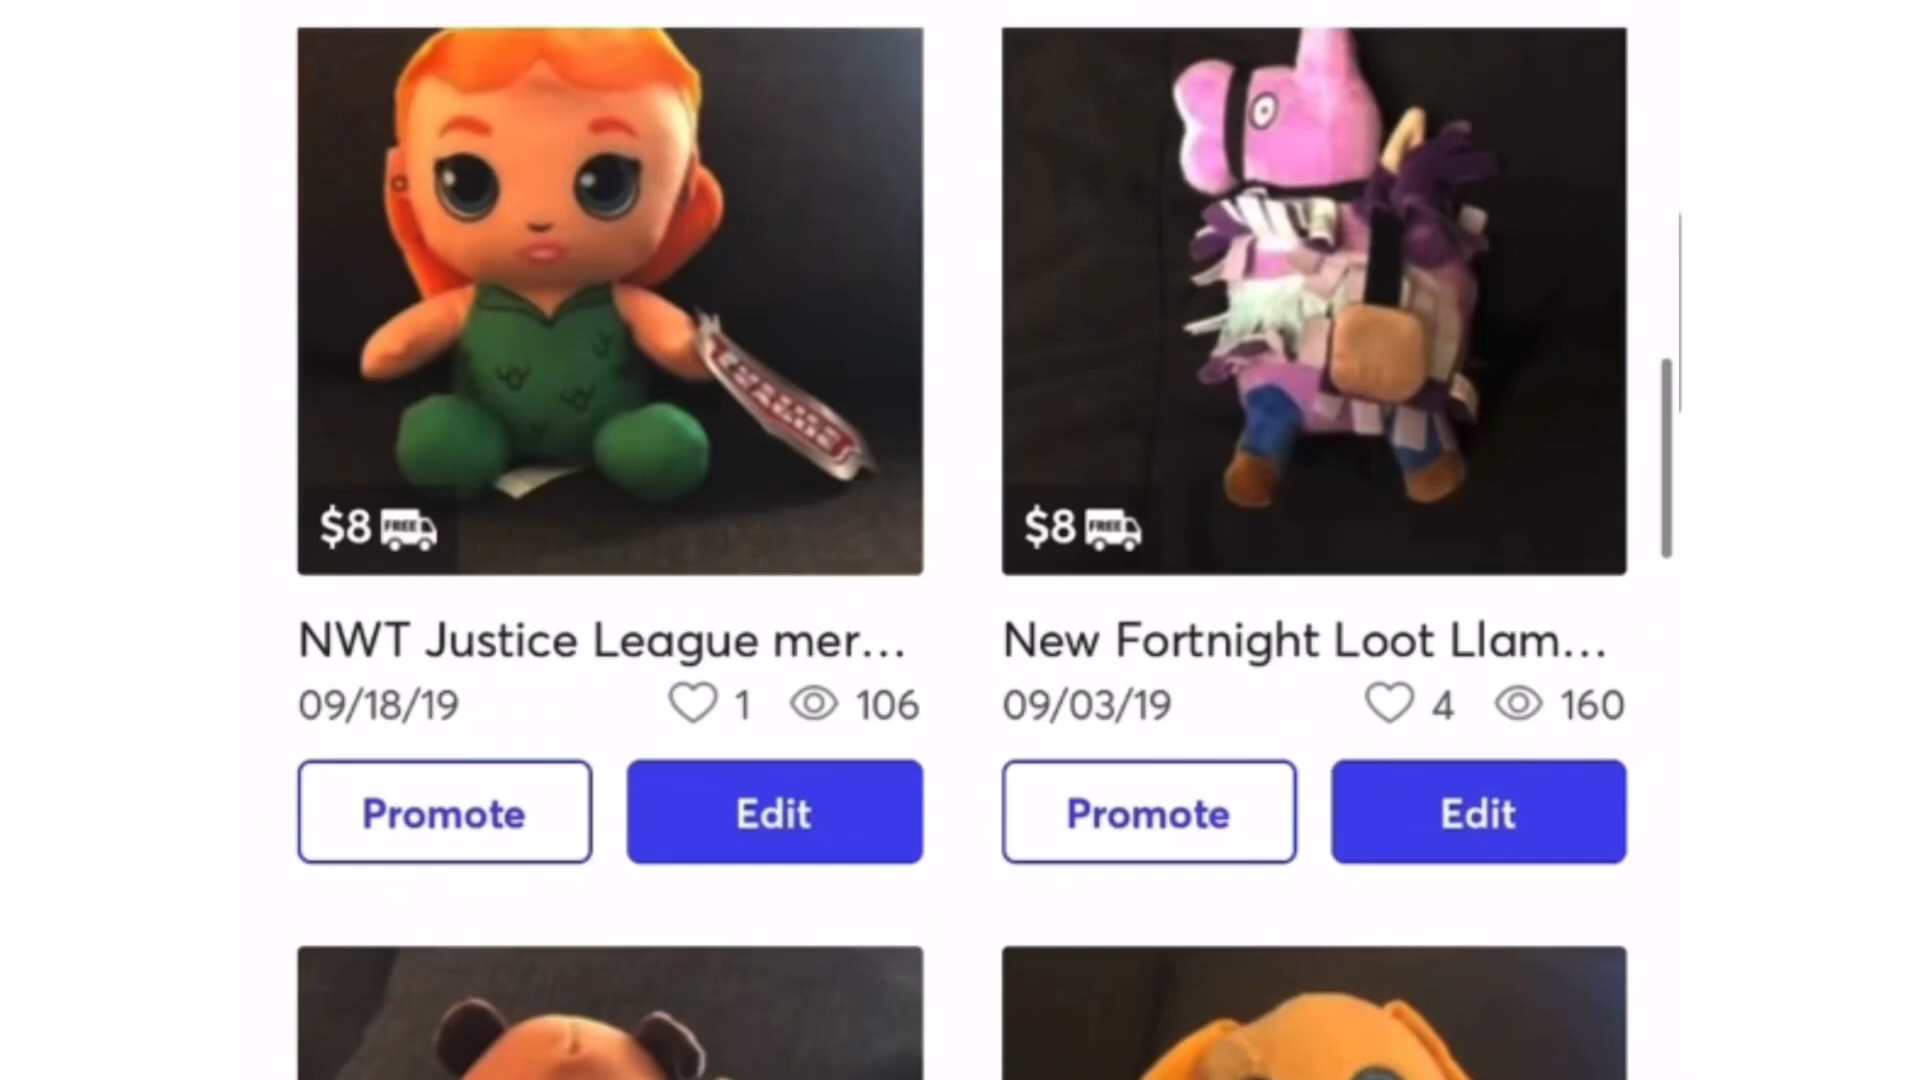 LEAGUE
$8 FREE
$8 FREE
NWT Justice League mer...
New Fortnight Loot Llam...
09/18/19 1 106
09/03/19 4 160
Promote Edit
Promote Edit